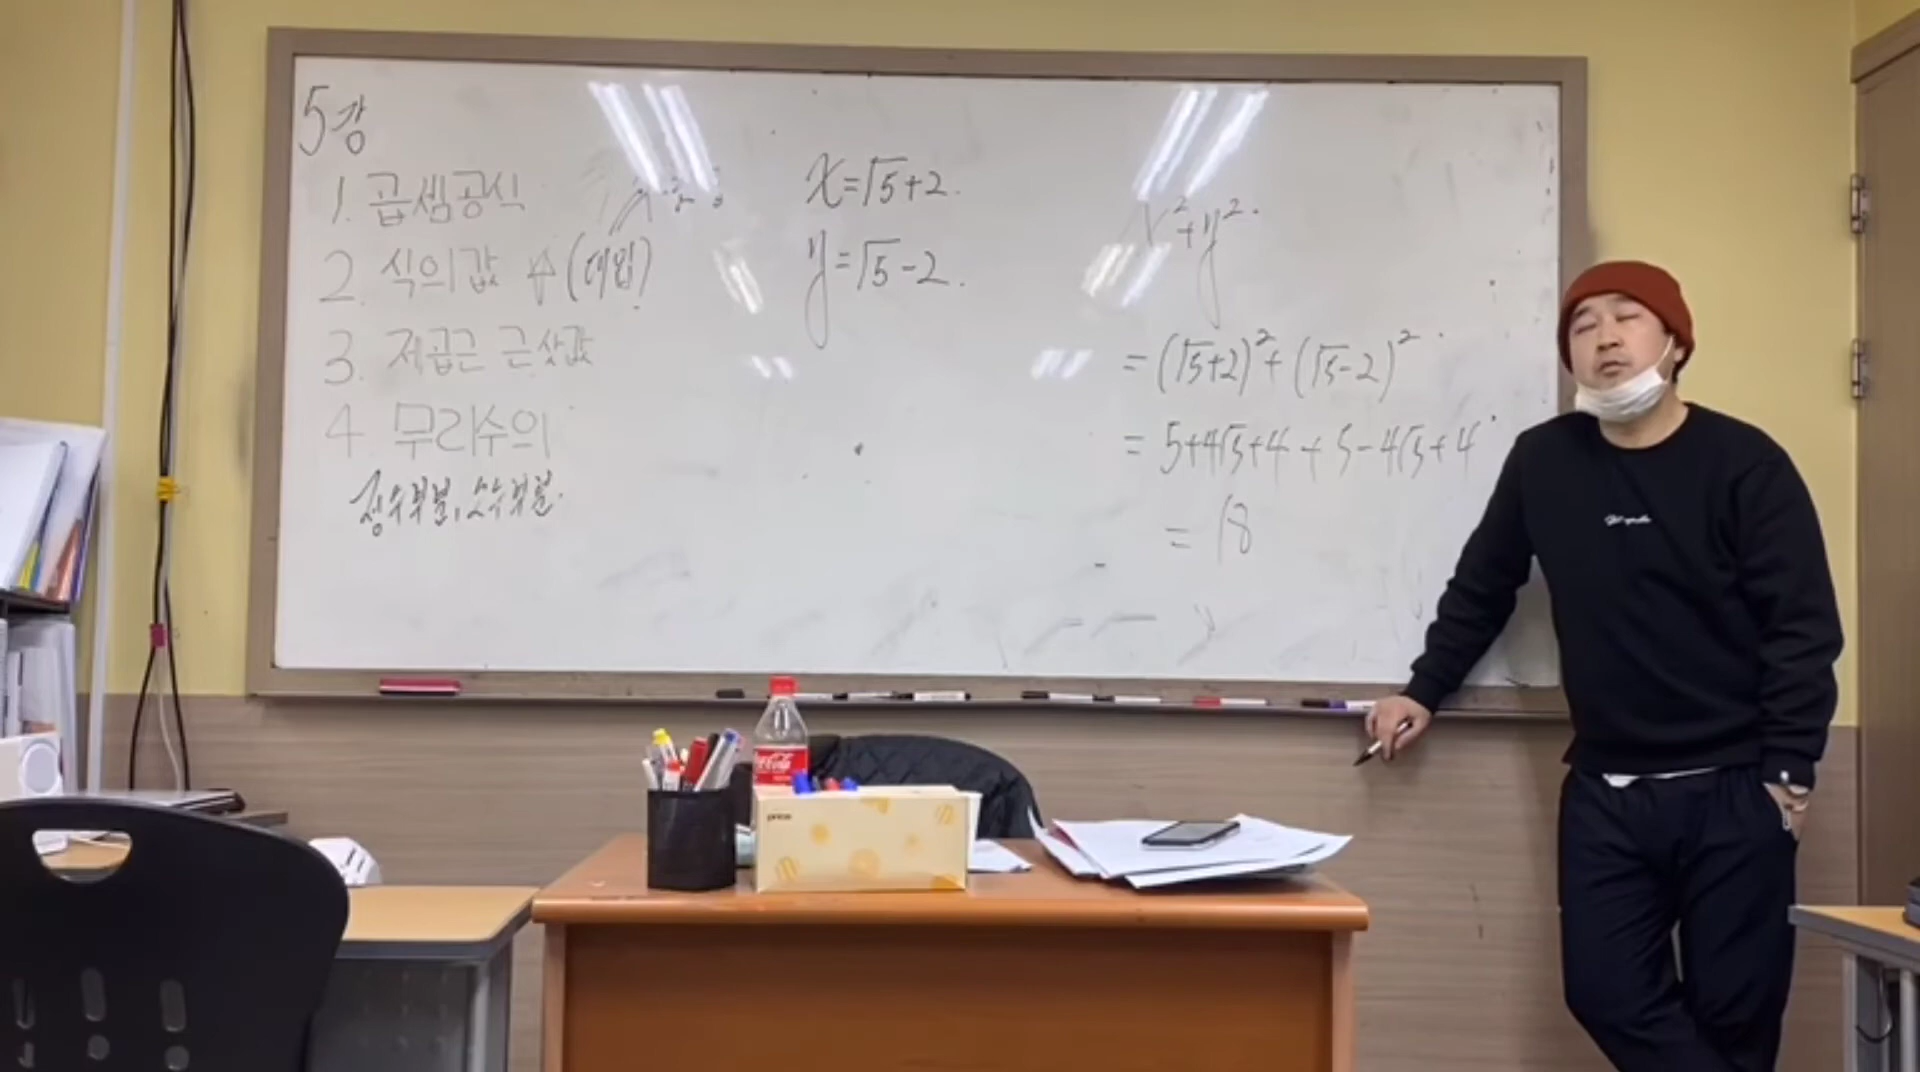 5강
1. 곱셈공식
2. 식의값 ☆(대입)
3. 제곱근 근삿값
4. 무리수의
정수부분, 소수부분.
x=√5+2.
y=√5-2.
x²+y².
=(√5+2)²+(√5-2)²
=5+4√5+4+5-4√5+4
=18
Coca-Cola